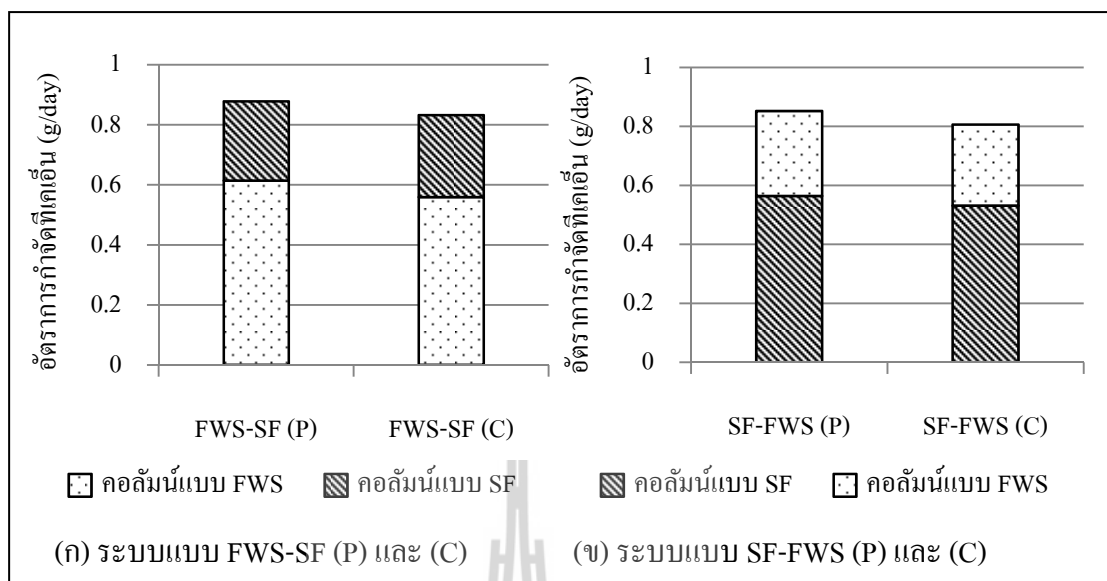 อัตราการกำจัดทีเคเอ็น (g/day)
1
0.8
0.6
0.4
0.2
0
FWS-SF (P)
FWS-SF (C)
คอลัมน์แบบ FWS
คอลัมน์แบบ SF
(ก) ระบบแบบ FWS-SF (P) และ (C)
อัตราการกำจัดทีเคเอ็น (g/day)
1
0.8
0.6
0.4
0.2
0
SF-FWS (P)
SF-FWS (C)
คอลัมน์แบบ SF
คอลัมน์แบบ FWS
(ข) ระบบแบบ SF-FWS (P) และ (C)